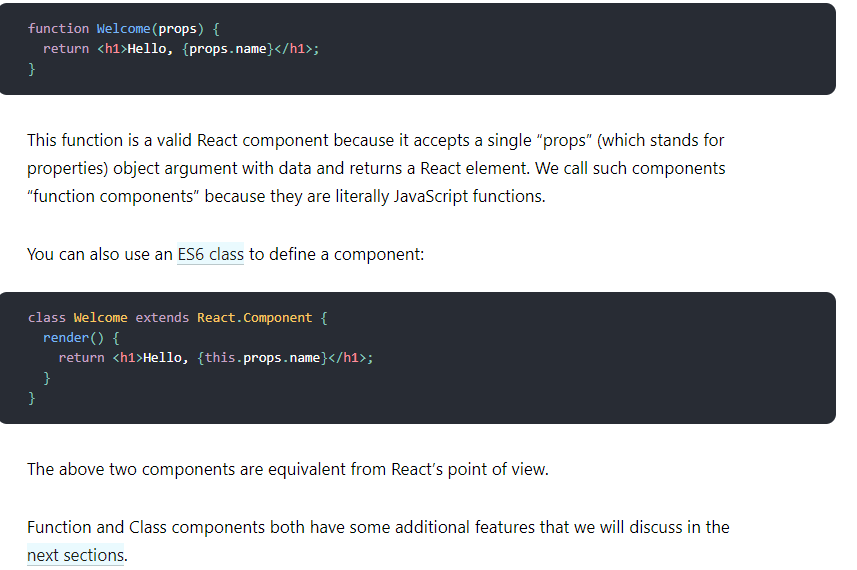 function Welcome(props) {
  return <h1>Hello, {props.name}</h1>;
}
This function is a valid React component because it accepts a single “props” (which stands for
properties) object argument with data and returns a React element. We call such components
“function components” because they are literally JavaScript functions.
You can also use an ES6 class to define a component:
class Welcome extends React.Component {
  render() {
    return <h1>Hello, {this.props.name}</h1>;
  }
}
The above two components are equivalent from React’s point of view.
Function and Class components both have some additional features that we will discuss in the
next sections.